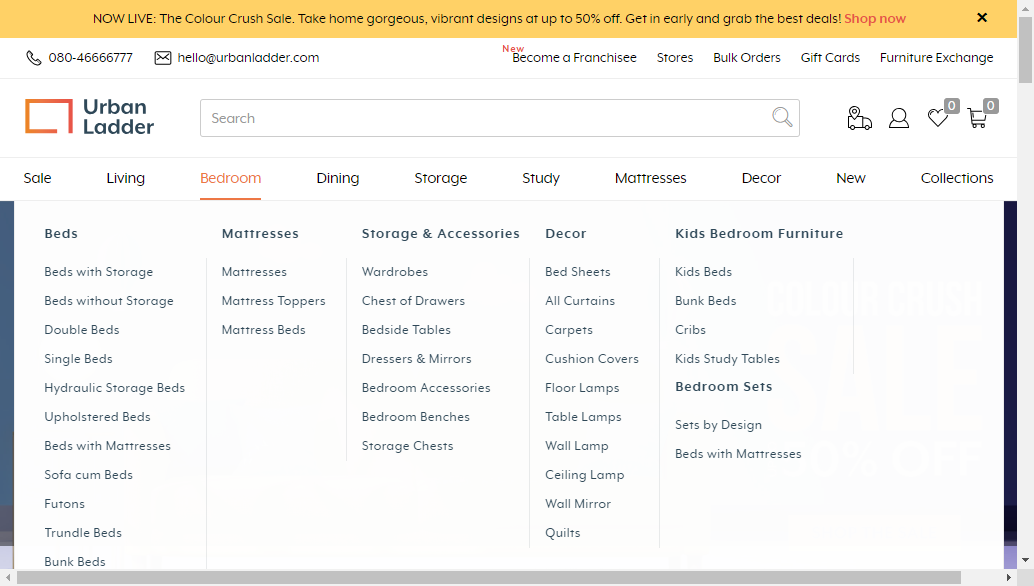 NOW LIVE: The Colour Crush Sale. Take home gorgeous, vibrant designs at up to 50% off. Get in early and grab the best deals! Shop now ×
080-46666777 hello@urbanladder.com New Become a Franchisee Stores Bulk Orders Gift Cards Furniture Exchange
Urban
Ladder
Search
0 0
Sale Living Bedroom Dining Storage Study Mattresses Decor New Collections
Beds
Beds with Storage
Beds without Storage
Double Beds
Single Beds
Hydraulic Storage Beds
Upholstered Beds
Beds with Mattresses
Sofa cum Beds
Futons
Trundle Beds
Bunk Beds
Mattresses
Mattresses
Mattress Toppers
Mattress Beds
Storage & Accessories
Wardrobes
Chest of Drawers
Bedside Tables
Dressers & Mirrors
Bedroom Accessories
Bedroom Benches
Storage Chests
Decor
Bed Sheets
All Curtains
Carpets
Cushion Covers
Floor Lamps
Table Lamps
Wall Lamp
Ceiling Lamp
Wall Mirror
Quilts
Kids Bedroom Furniture
Kids Beds
Bunk Beds
Cribs
Kids Study Tables
Bedroom Sets
Sets by Design
Beds with Mattresses
COLOUR CRUSH
SALE
0% OFF